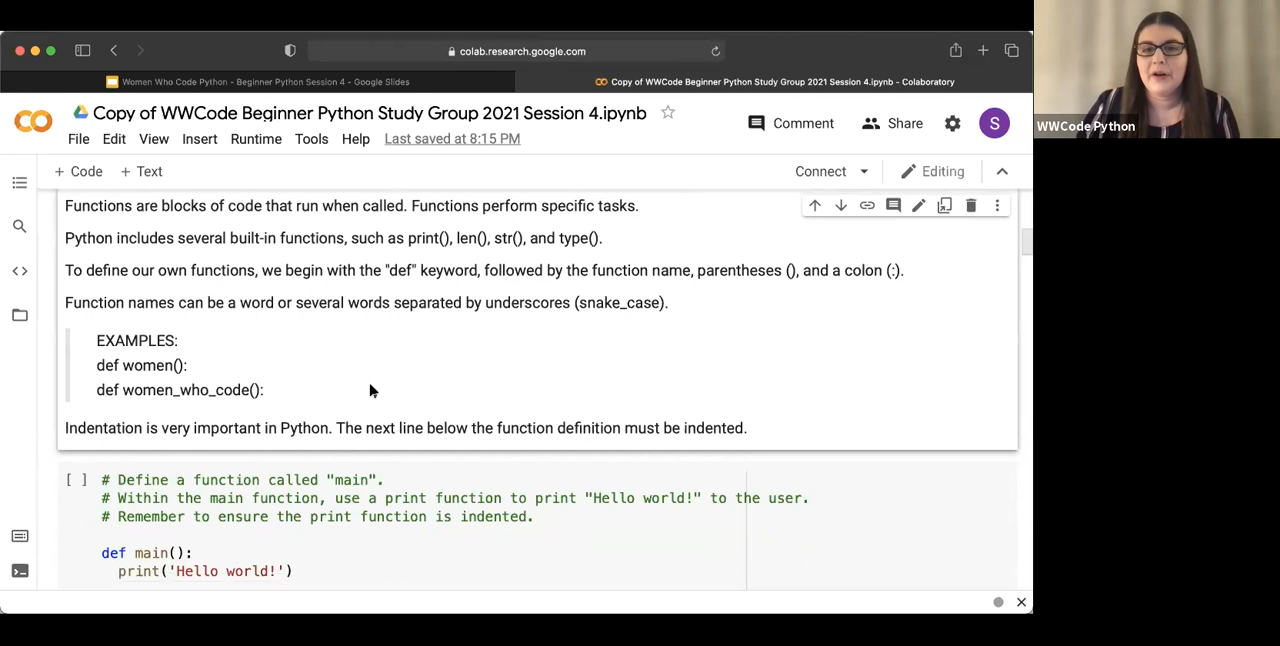 colab.research.google.com
Women Who Code Python - Beginner Python Session 4 - Google Slides
Copy of WWCode Beginner Python Study Group 2021 Session 4.ipynb - Colaboratory
Copy of WWCode Beginner Python Study Group 2021 Session 4.ipynb
Comment
Share
S
File Edit View Insert Runtime Tools Help Last saved at 8:15 PM
+ Code + Text
Connect
Editing
Functions are blocks of code that run when called. Functions perform specific tasks.
Python includes several built-in functions, such as print(), len(), str(), and type().
To define our own functions, we begin with the "def" keyword, followed by the function name, parentheses (), and a colon (:).
Function names can be a word or several words separated by underscores (snake_case).
EXAMPLES:
def women():
def women_who_code():
Indentation is very important in Python. The next line below the function definition must be indented.
[ ] # Define a function called "main".
# Within the main function, use a print function to print "Hello world!" to the user.
# Remember to ensure the print function is indented.
def main():
print('Hello world!')
WWCode Python